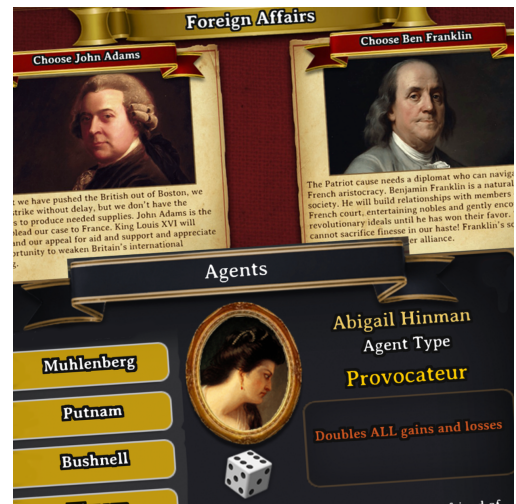 Foreign Affairs
Choose John Adams
Choose Ben Franklin
we have pushed the British out of Boston, we
strike without delay, but we don't have the
to produce needed supplies. John Adams is the
lead our case to France. King Louis XVI will
our appeal for aid and support and appreciate
to weaken Britain's international
The Patriot cause needs a diplomat who can
French aristocracy. Benjamin Franklin is a natural
society. He will build relationships with members
French court, entertaining nobles and gently
revolutionary ideals until he has won their favor.
cannot sacrifice finesse in our haste! Franklin's
alliance.
Agents
Muhlenberg
Putnam
Bushnell
Abigail Hinman
Agent Type
Provocateur
Doubles ALL gains and losses